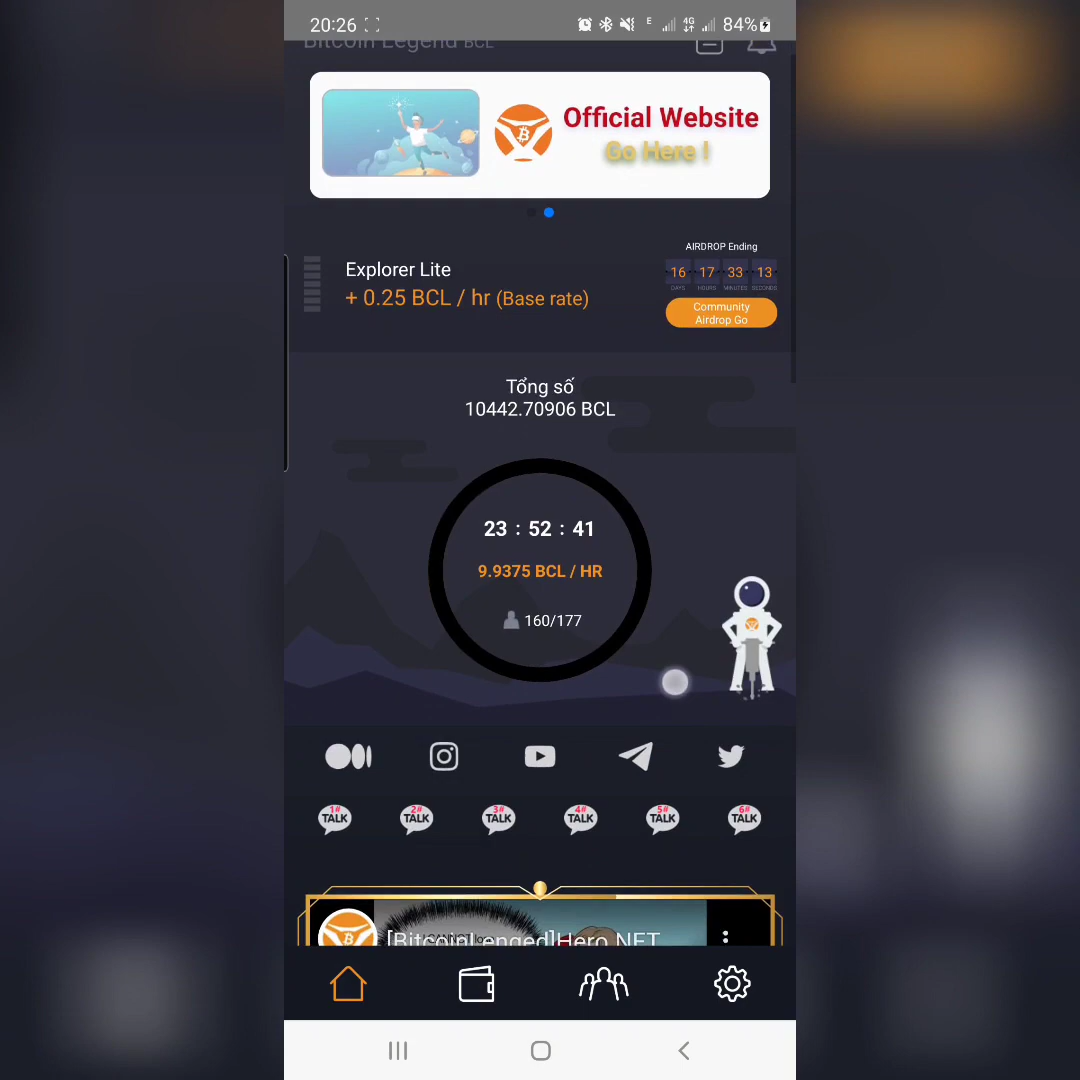 20:26
E
4G
84%
Bitcoin Legend BCL
Official Website
Go Here !
AIRDROP Ending
Explorer Lite
16 17 33 13
DAYS HOURS MINUTES SECONDS
+ 0.25 BCL / hr (Base rate)
Community
Airdrop Go
Tổng số
10442.70906 BCL
23 : 52 : 41
9.9375 BCL / HR
160/177
1# 2# 3# 4# 5# 6#
TALK TALK TALK TALK TALK TALK
[BitcoinLenged]Hero NFT